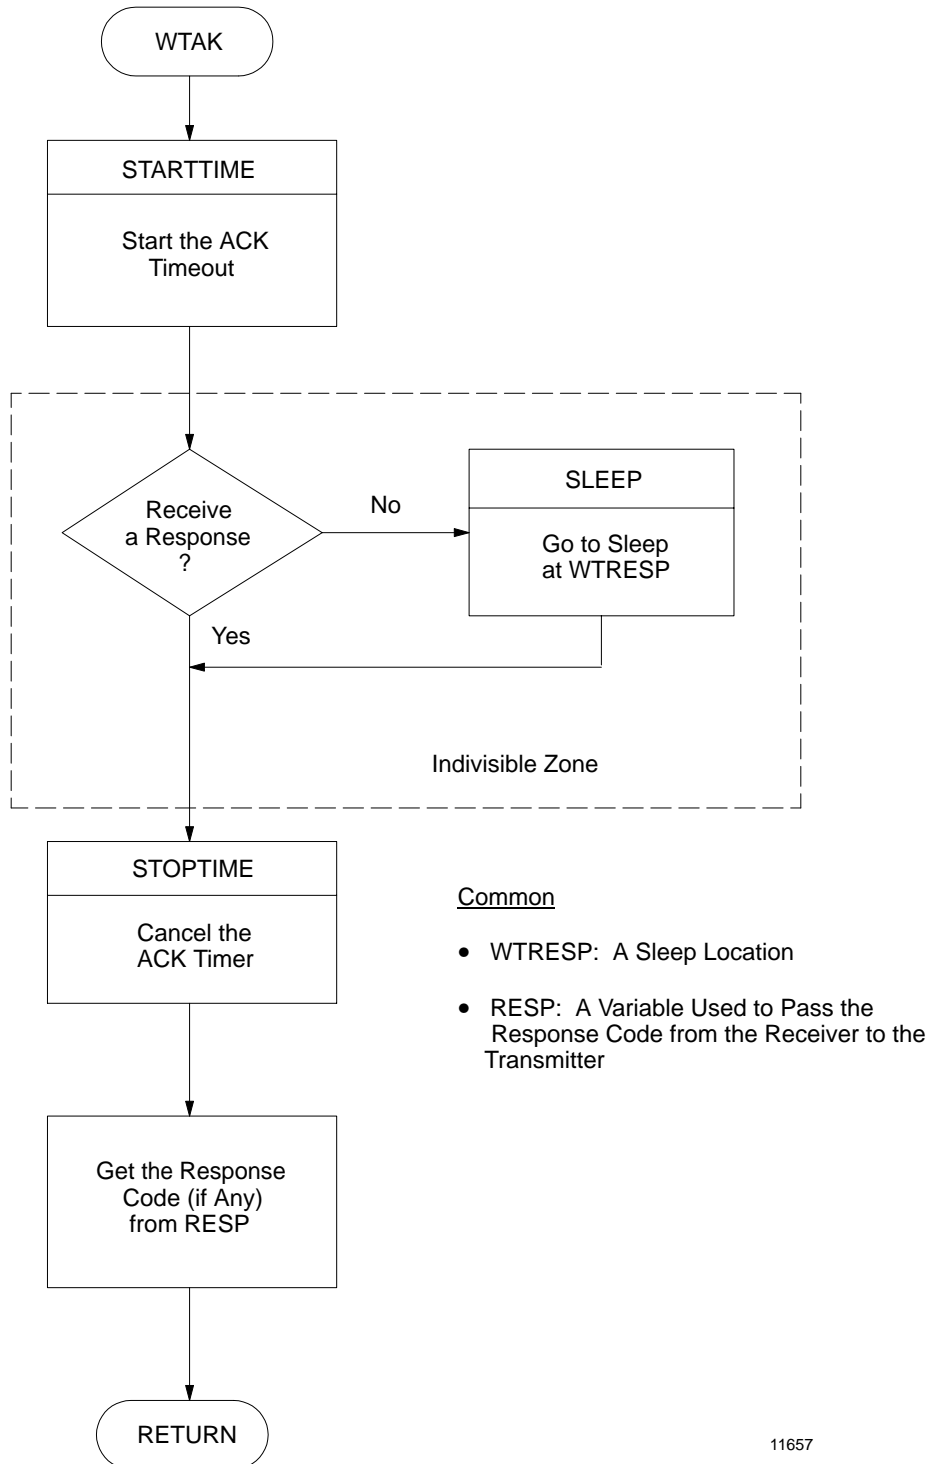 WTAK
STARTTIME
Start the ACK
Timeout
Receive
a Response
?
No
SLEEP
Go to Sleep
at WTRESP
Yes
Indivisible Zone
STOPTIME
Cancel the
ACK Timer
Common
• WTRESP: A Sleep Location
• RESP: A Variable Used to Pass the
Response Code from the Receiver to the
Transmitter
Get the Response
Code (if Any)
from RESP
RETURN
11657